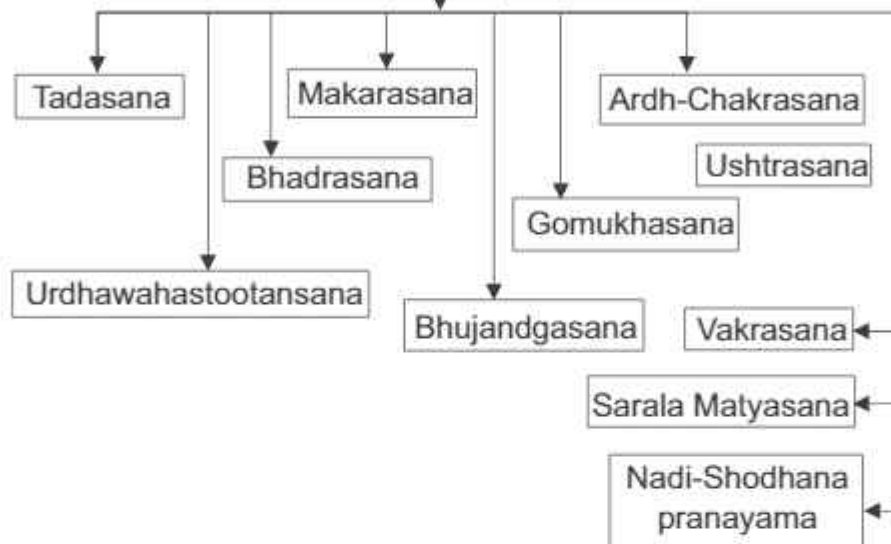 Tadasana
Makarasana
Ardh-Chakrasana
Ushtrasana
Bhadrasana
Gomukhasana
Urdhawahastootansana
Bhujandgasana
Vakrasana
Sarala Matyasana
Nadi-Shodhana
pranayama